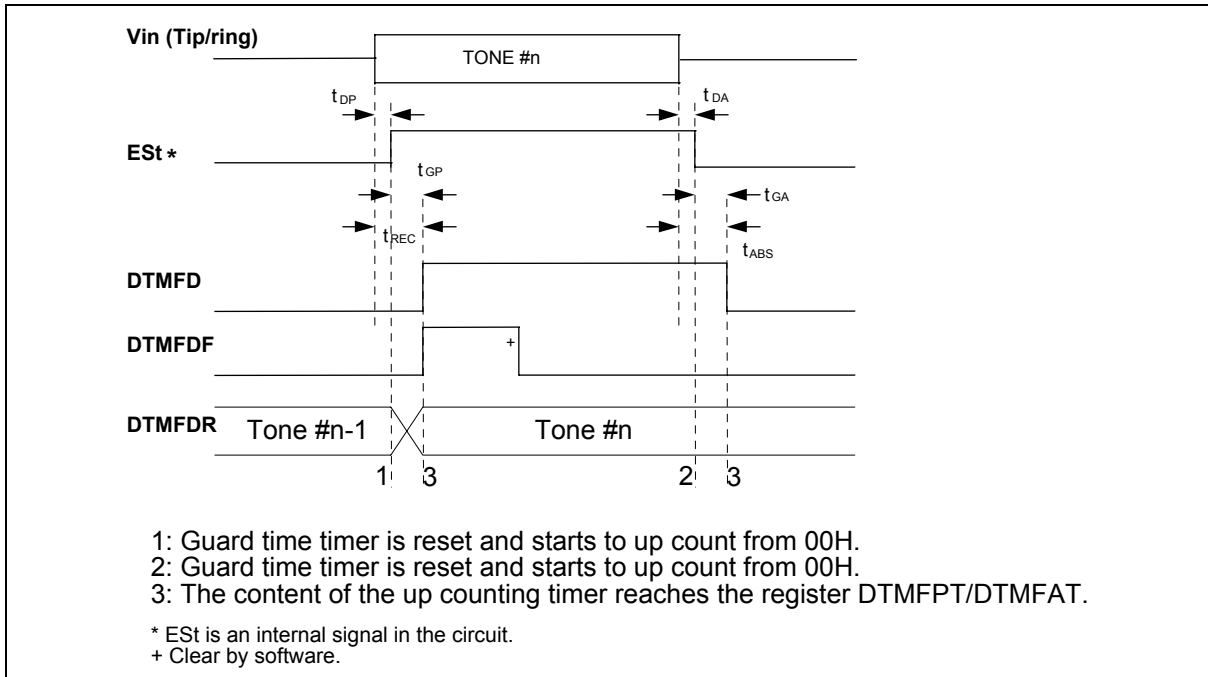 Vin (Tip/ring)
TONE #n
tDP
tDA
ESt *
tGP
tGA
tREC
tABS
DTMFD
DTMFDF
+
DTMFDR
Tone #n-1
Tone #n
1 3 2 3
1: Guard time timer is reset and starts to up count from 00H.
2: Guard time timer is reset and starts to up count from 00H.
3: The content of the up counting timer reaches the register DTMFPT/DTMFAT.
* ESt is an internal signal in the circuit.
+ Clear by software.